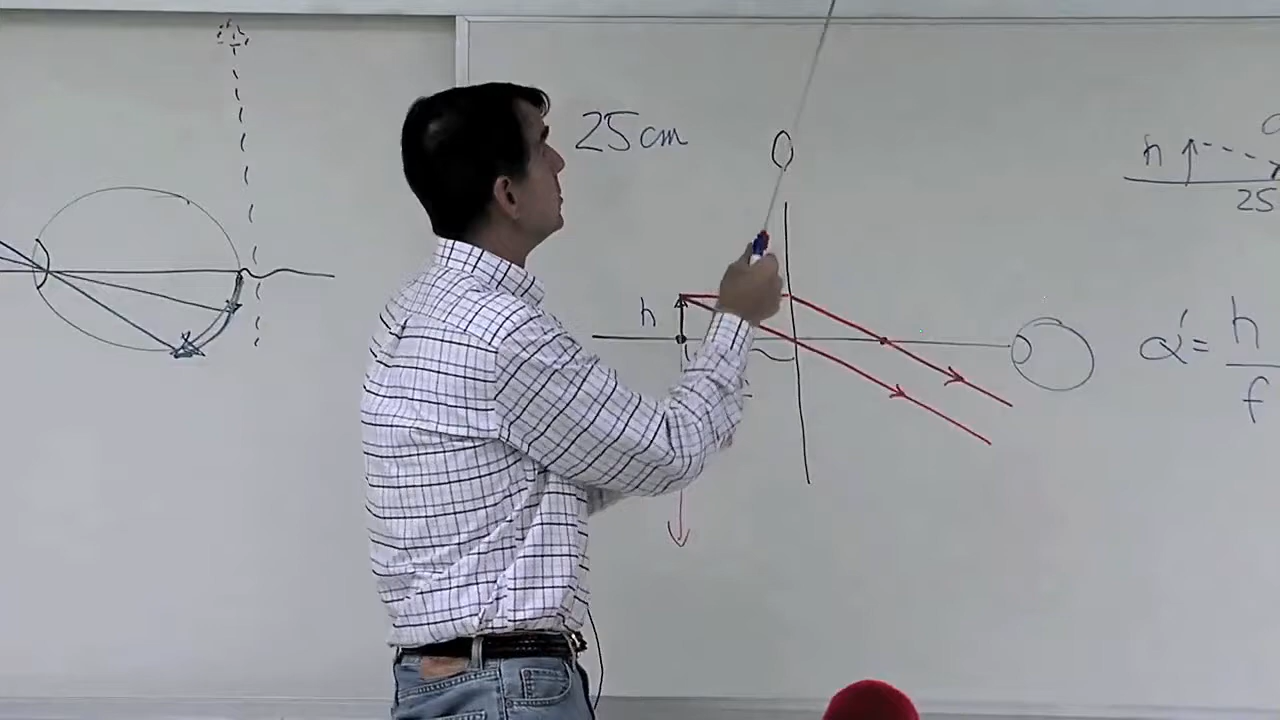 25cm
h
h
25
α' = h
f